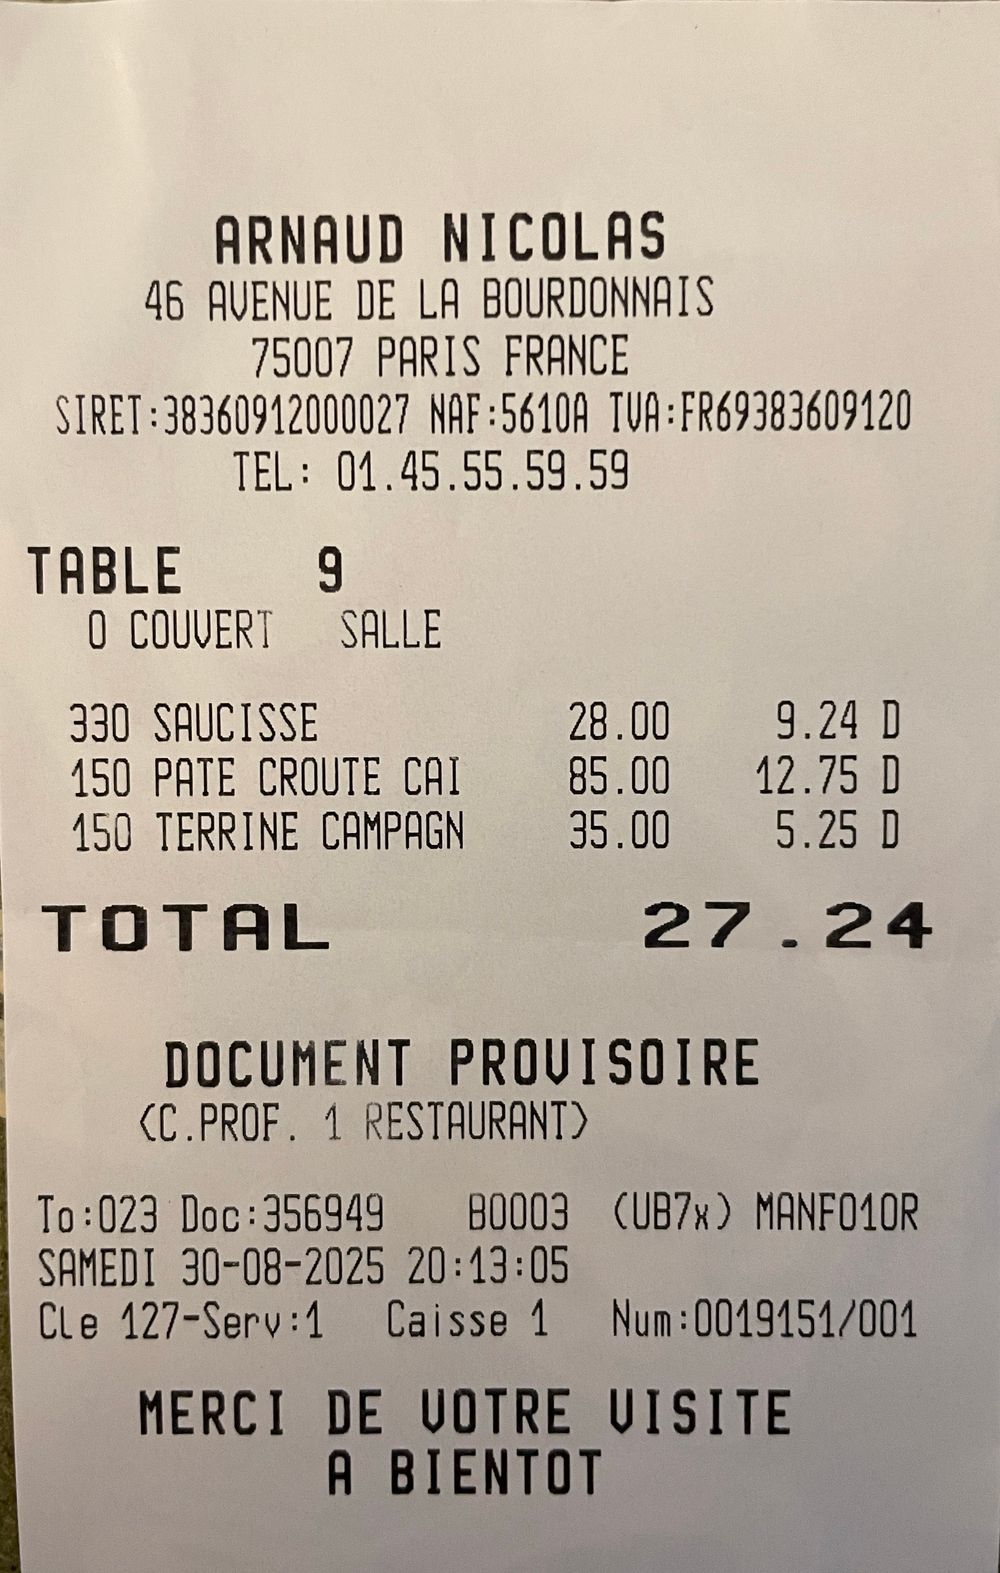 ARNAUD NICOLAS
46 AVENUE DE LA BOURDONNAIS
75007 PARIS FRANCE
SIRET:38360912000027 NAF:5610A TVA:FR69383609120
TEL: 01.45.55.59.59
TABLE 9
0 COUVERT SALLE
330 SAUCISSE 28.00 9.24 D
150 PATE CROUTE CAI 85.00 12.75 D
150 TERRINE CAMPAGN 35.00 5.25 D
TOTAL 27.24
DOCUMENT PROVISOIRE
(C.PROF. 1 RESTAURANT)
To:023 Doc:356949 B0003 (UB7x) MANFO10R
SAMEDI 30-08-2025 20:13:05
Cle 127-Serv:1 Caisse 1 Num:0019151/001
MERCI DE VOTRE VISITE
A BIENTOT